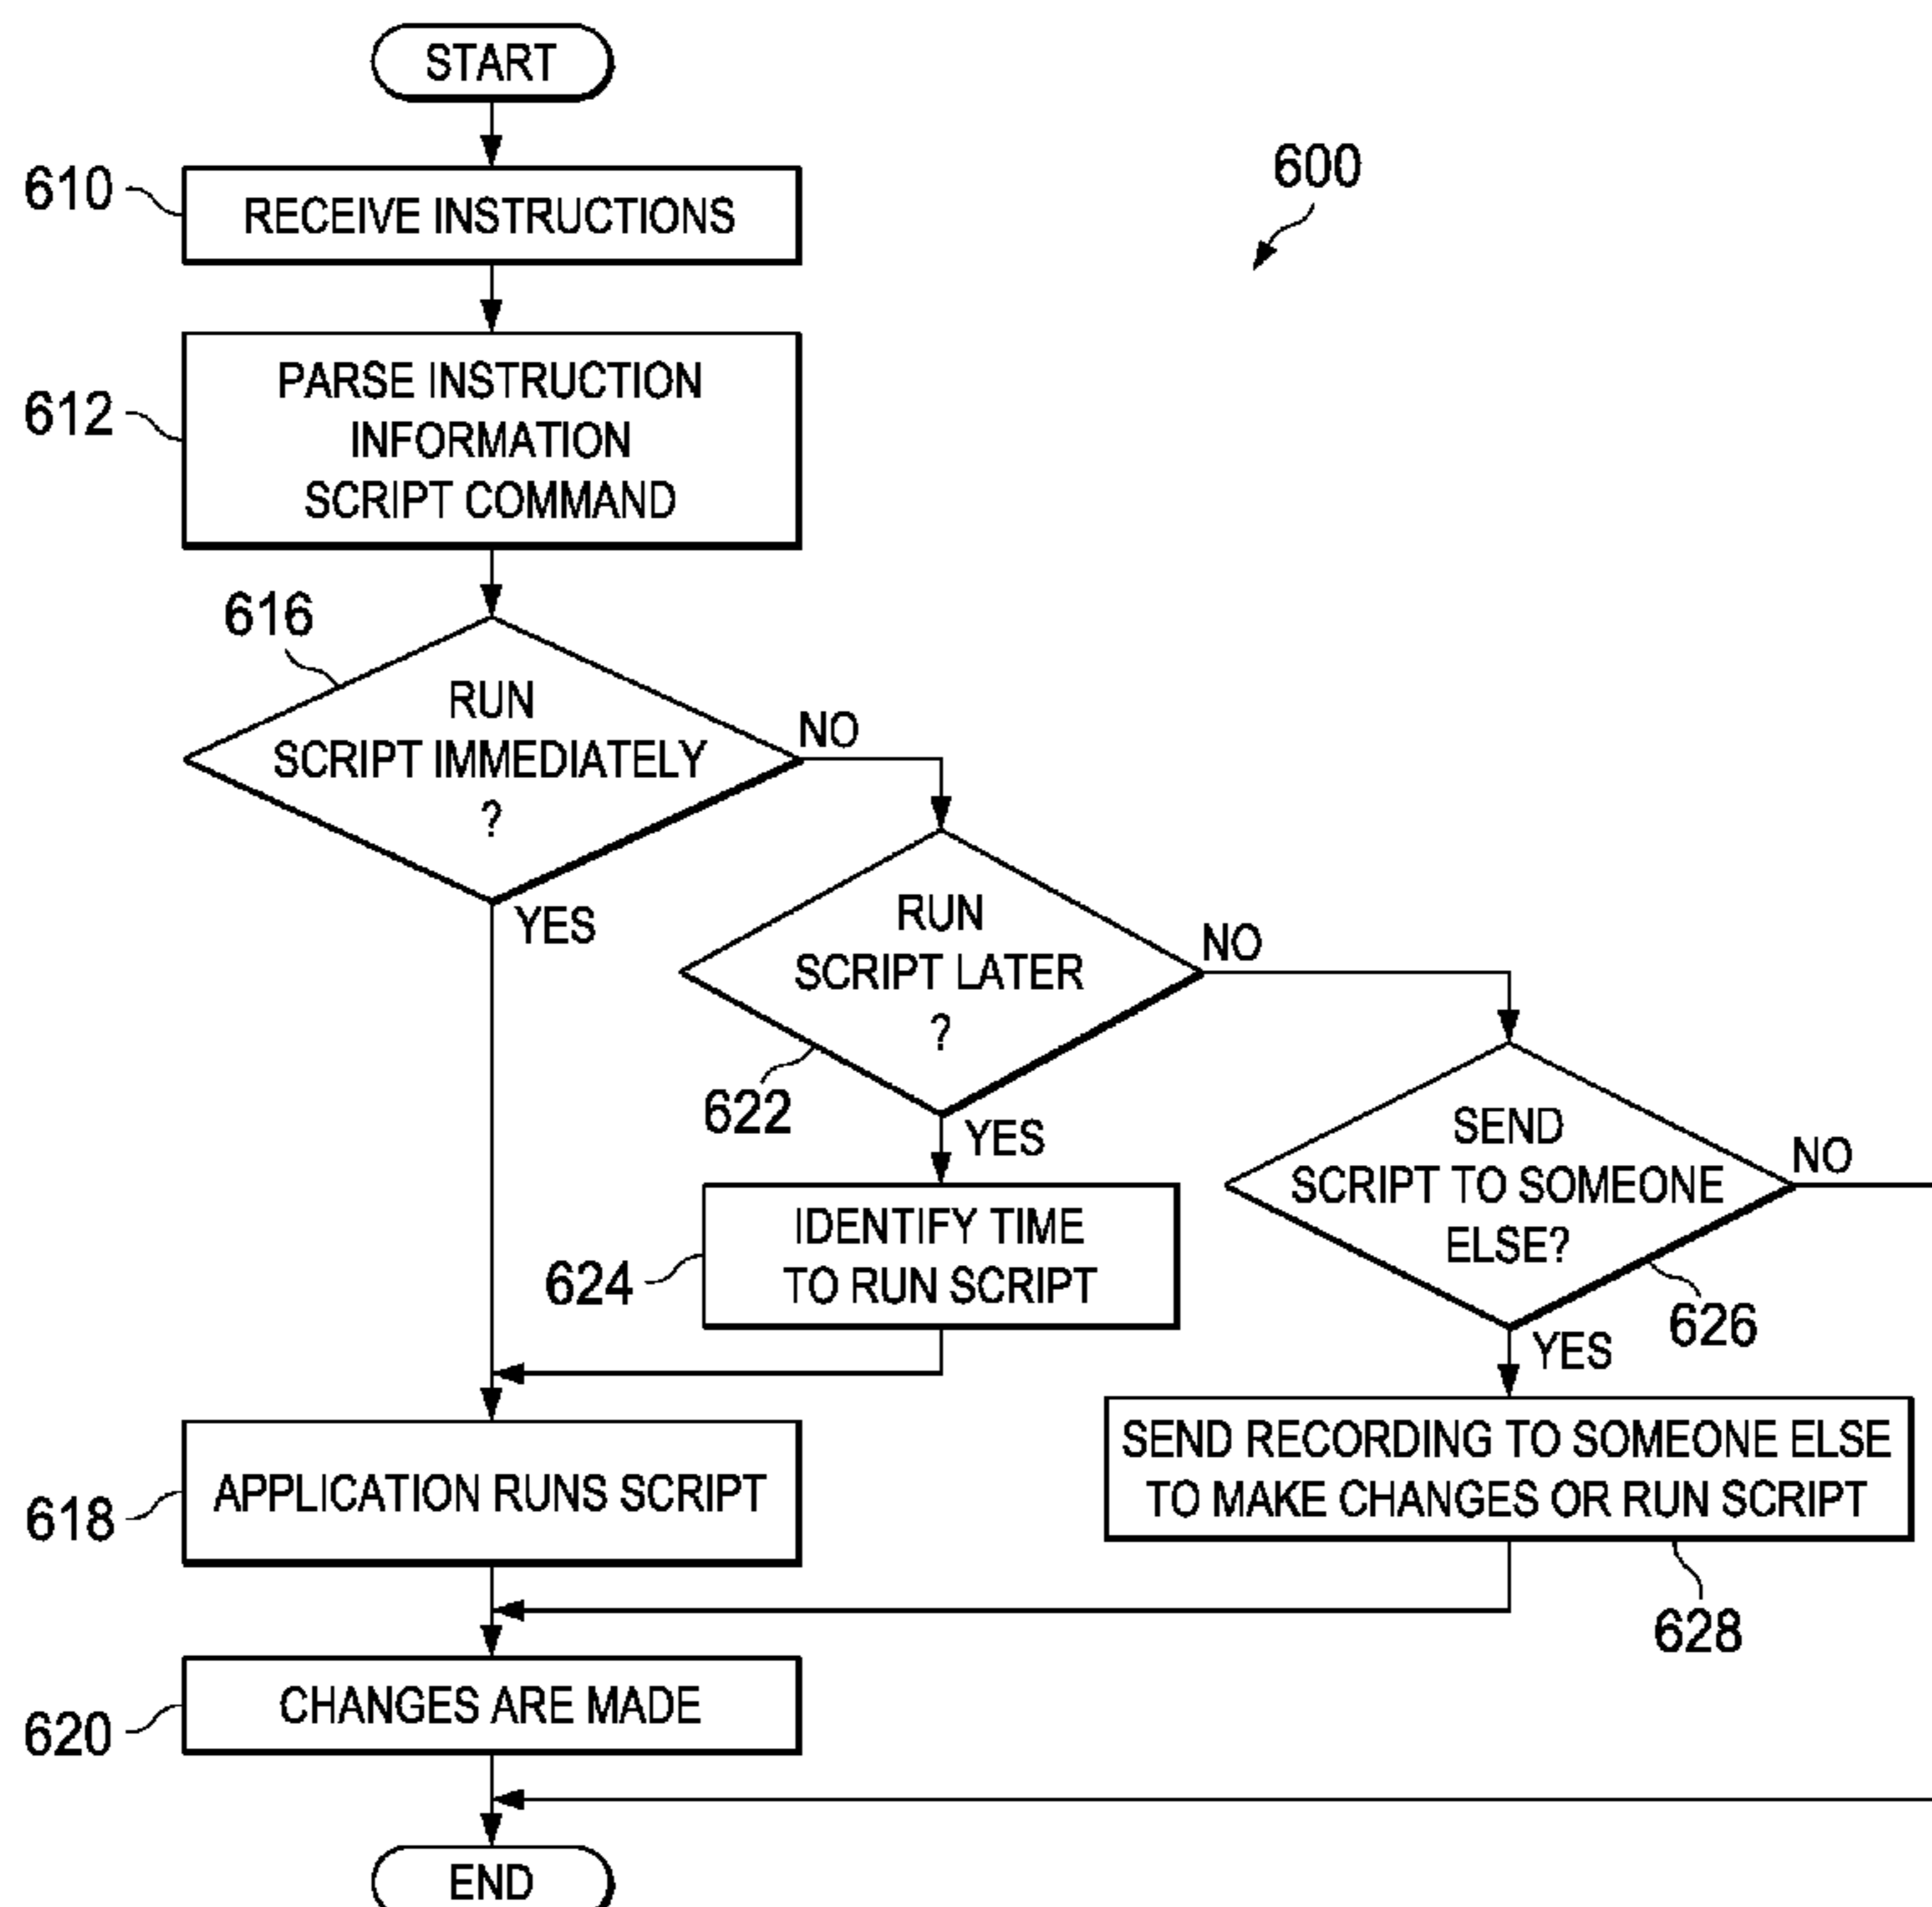 START
600
610
RECEIVE INSTRUCTIONS
612
PARSE INSTRUCTION
INFORMATION
SCRIPT COMMAND
616
RUN
SCRIPT IMMEDIATELY
?
NO
YES
RUN
SCRIPT LATER
?
NO
622
YES
SEND
SCRIPT TO SOMEONE
ELSE?
NO
626
YES
624
IDENTIFY TIME
TO RUN SCRIPT
618
APPLICATION RUNS SCRIPT
SEND RECORDING TO SOMEONE ELSE
TO MAKE CHANGES OR RUN SCRIPT
628
620
CHANGES ARE MADE
END